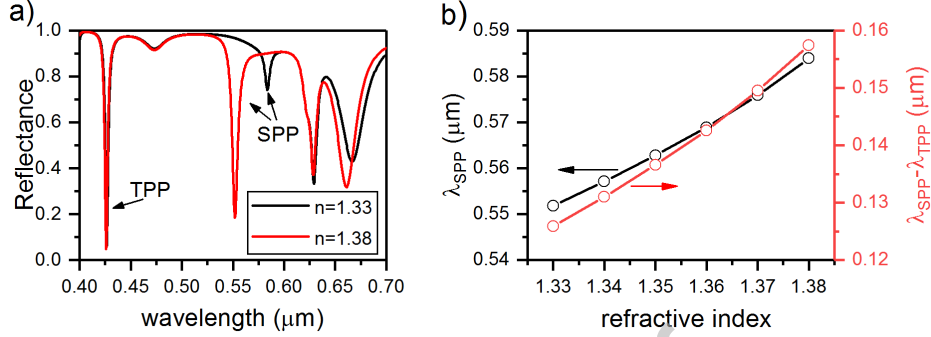 a)
Reflectance
1.0
0.8
0.6
0.4
0.2
0.0
TPP
SPP
n=1.33
n=1.38
0.40 0.45 0.50 0.55 0.60 0.65 0.70
wavelength (μm)
b)
λSPP (μm)
0.59
0.58
0.57
0.56
0.55
0.54
0.16
0.15
0.14
0.13
0.12
λSPP-λTPP (μm)
1.33 1.34 1.35 1.36 1.37 1.38
refractive index